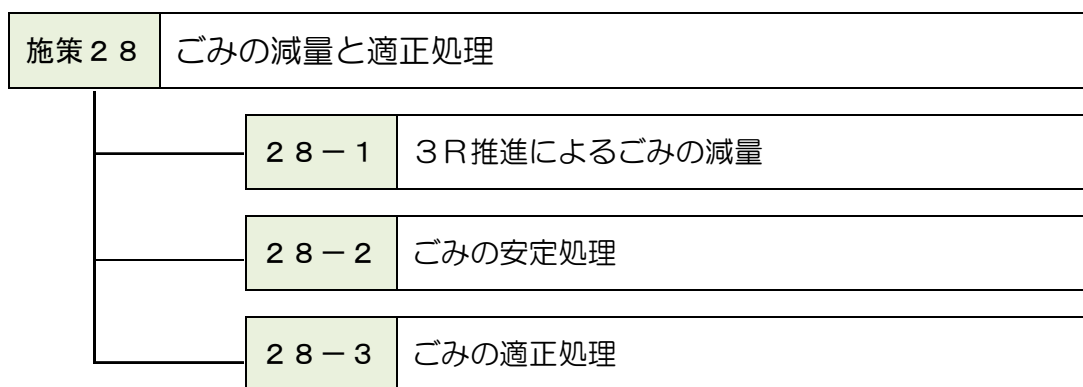 施策２８ ごみの減量と適正処理
２８－１ ３Ｒ推進によるごみの減量
２８－２ ごみの安定処理
２８－３ ごみの適正処理